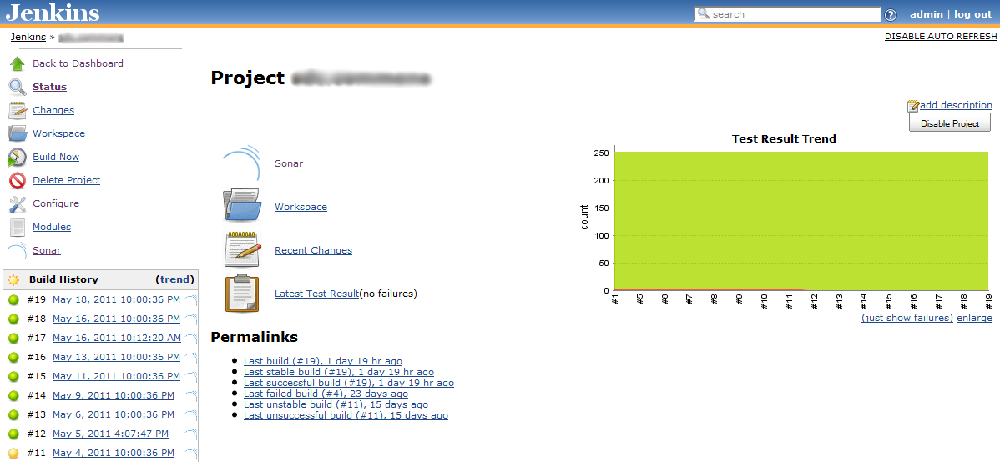 Jenkins
search
admin | log out
Jenkins »
DISABLE AUTO REFRESH
Back to Dashboard
Status
Changes
Workspace
Build Now
Delete Project
Configure
Modules
Sonar
Build History (trend)
#19 May 18, 2011 10:00:36 PM
#18 May 16, 2011 10:00:36 PM
#17 May 16, 2011 10:12:20 AM
#16 May 13, 2011 10:00:36 PM
#15 May 11, 2011 10:00:36 PM
#14 May 9, 2011 10:00:36 PM
#13 May 6, 2011 10:00:36 PM
#12 May 5, 2011 4:07:47 PM
#11 May 4, 2011 10:00:36 PM
Project
add description
Disable Project
Sonar
Workspace
Recent Changes
Latest Test Result(no failures)
Test Result Trend
count
250
200
150
100
50
0
#1 #5 #6 #7 #8 #9 #10 #11 #12 #13 #14 #15 #16 #17 #18 #19
(just show failures) enlarge
Permalinks
Last build (#19), 1 day 19 hr ago
Last stable build (#19), 1 day 19 hr ago
Last successful build (#19), 1 day 19 hr ago
Last failed build (#4), 23 days ago
Last unstable build (#11), 15 days ago
Last unsuccessful build (#11), 15 days ago